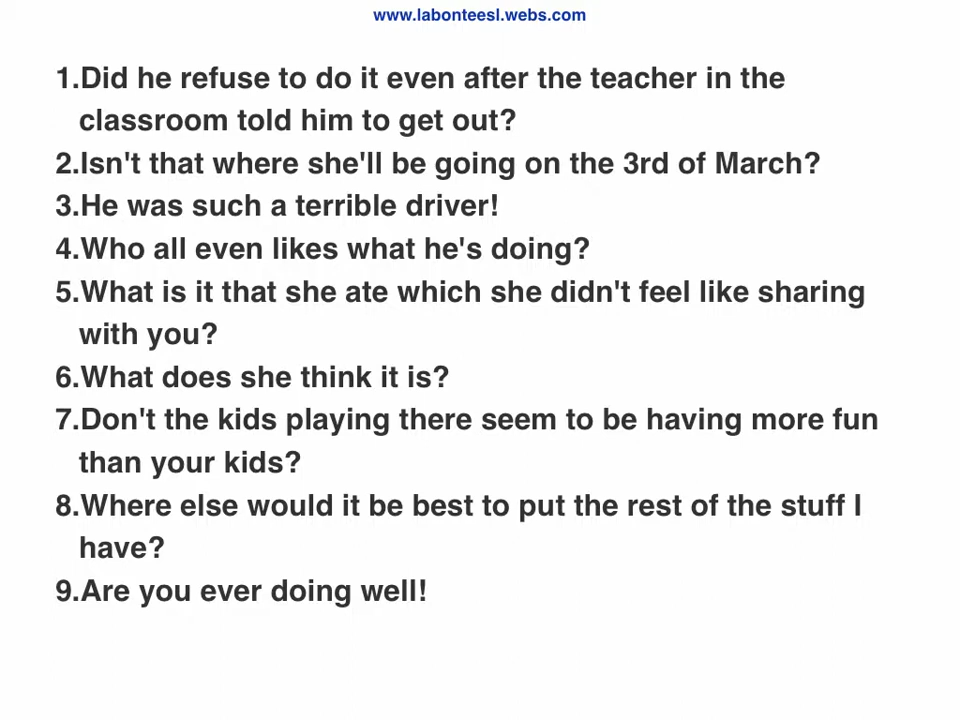 www.labonteesl.webs.com
1.Did he refuse to do it even after the teacher in the
classroom told him to get out?
2.Isn't that where she'll be going on the 3rd of March?
3.He was such a terrible driver!
4.Who all even likes what he's doing?
5.What is it that she ate which she didn't feel like sharing
with you?
6.What does she think it is?
7.Don't the kids playing there seem to be having more fun
than your kids?
8.Where else would it be best to put the rest of the stuff I
have?
9.Are you ever doing well!